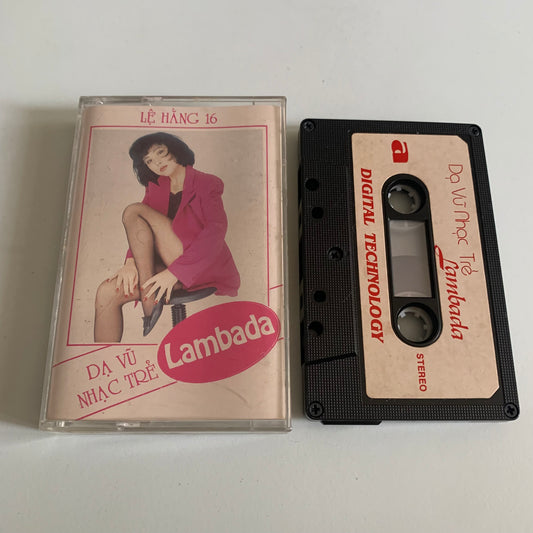 LỆ HẰNG 16
DẠ VŨ
NHẠC TRẺ
Lambada
a
DIGITAL TECHNOLOGY
Dạ Vũ Nhạc Trẻ
Lambada
STEREO